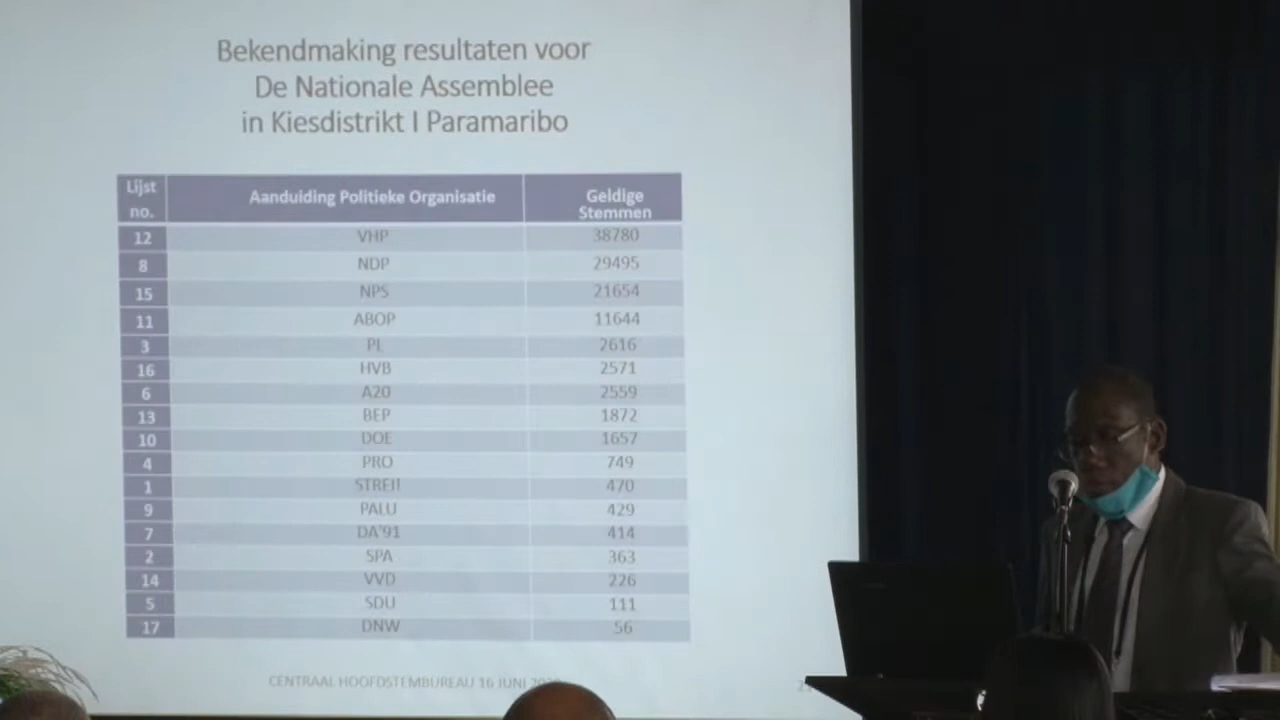 Bekendmaking resultaten voor
De Nationale Assemblee
in Kiesdistrikt I Paramaribo
Lijst no. Aanduiding Politieke Organisatie Geldige Stemmen
12 VHP 38780
8 NDP 29495
15 NPS 21654
11 ABOP 11644
3 PL 2616
16 HVB 2571
6 A20 2559
13 BEP 1872
10 DOE 1657
4 PRO 749
1 STREI! 470
9 PALU 429
7 DA'91 414
2 SPA 363
14 VVD 226
5 SDU 111
17 DNW 56
CENTRAAL HOOFDSTEMBUREAU 16 JUNI